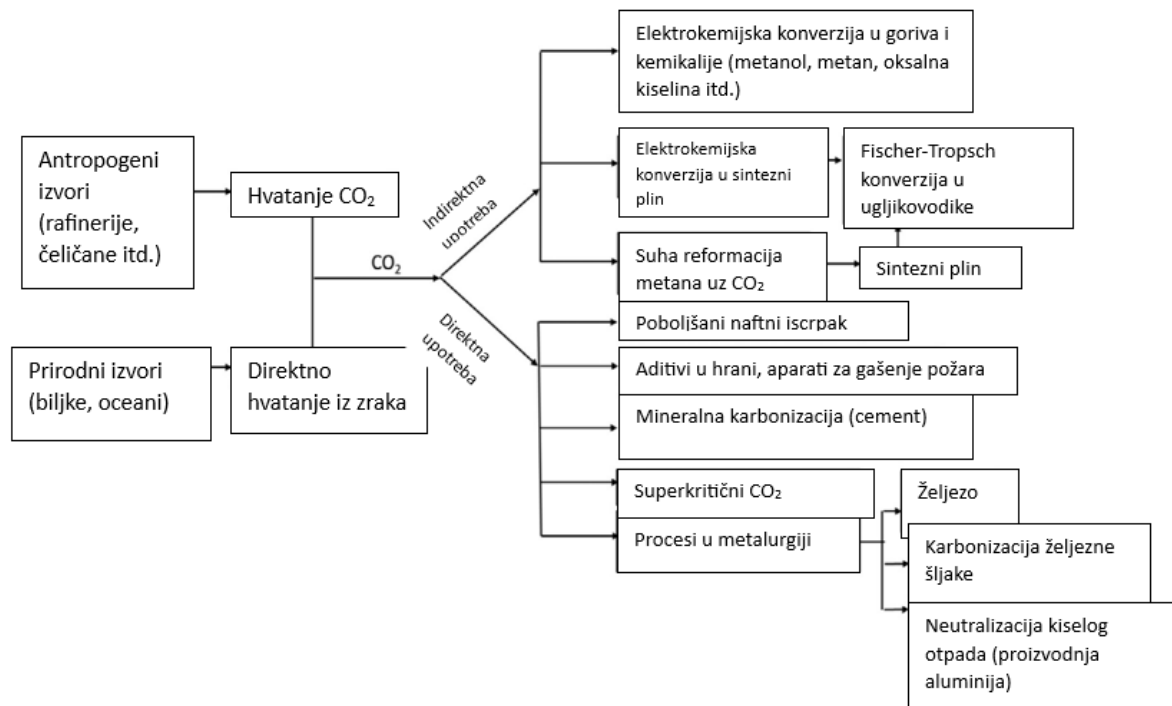 Antropogeni
izvori
(rafinerije,
čeličane itd.)
Hvatanje CO₂
Prirodni izvori
(biljke, oceani)
Direktno
hvatanje iz zraka
CO₂
Indirektna
upotreba
Direktna
upotreba
Elektrokemijska konverzija u goriva i
kemikalije (metanol, metan, oksalna
kiselina itd.)
Elektrokemijska
konverzija u sintezni
plin
Fischer-Tropsch
konverzija u
ugljikovodike
Suha reformacija
metana uz CO₂
Sintezni plin
Poboljšani naftni iscrpak
Aditivi u hrani, aparati za gašenje požara
Mineralna karbonizacija (cement)
Superkritični CO₂
Procesi u metalurgiji
Željezo
Karbonizacija željezne
šljake
Neutralizacija kiselog
otpada (proizvodnja
aluminija)